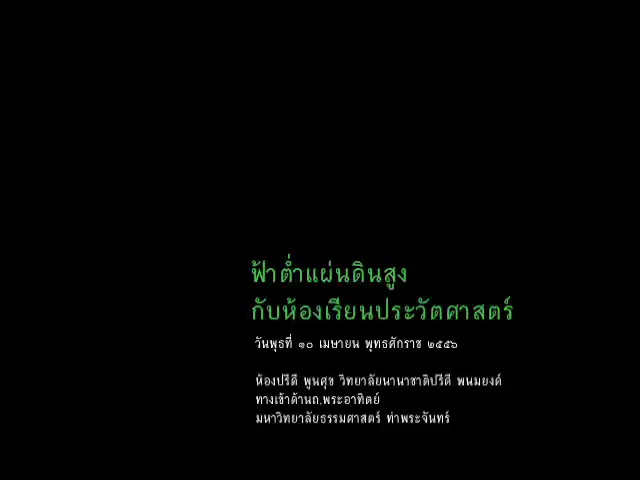 ฟ้าต่ำแผ่นดินสูง
กับห้องเรียนประวัตศาสตร์
วันพุธที่ ๑๐ เมษายน พุทธศักราช ๒๕๕๖
ห้องปรีดี พูนศุข วิทยาลัยนานาชาติปรีดี พนมยงค์
ทางเข้าด้านถ.พระอาทิตย์
มหาวิทยาลัยธรรมศาสตร์ ท่าพระจันทร์